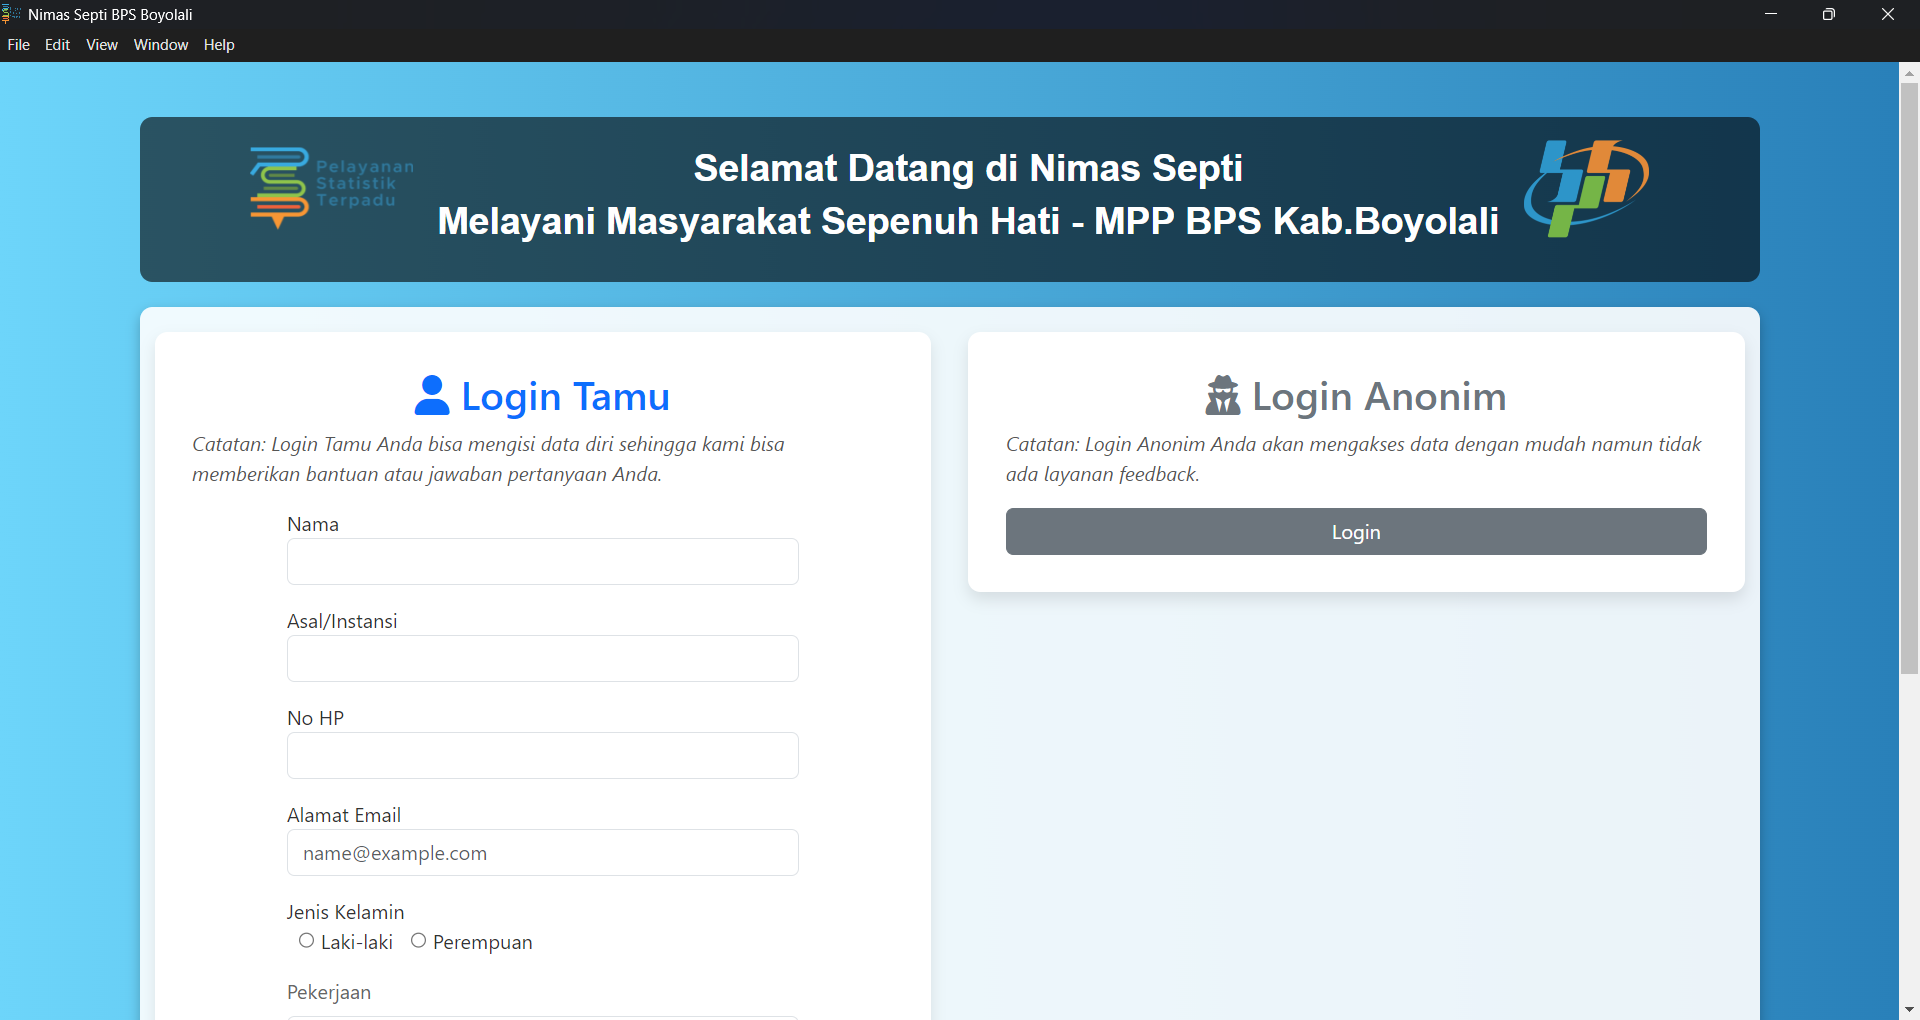 Nimas Septi BPS Boyolali
File Edit View Window Help
Pelayanan
Statistik
Terpadu
Selamat Datang di Nimas Septi
Melayani Masyarakat Sepenuh Hati - MPP BPS Kab.Boyolali
Login Tamu
Catatan: Login Tamu Anda bisa mengisi data diri sehingga kami bisa
memberikan bantuan atau jawaban pertanyaan Anda.
Nama
Asal/Instansi
No HP
Alamat Email
name@example.com
Jenis Kelamin
Laki-laki Perempuan
Pekerjaan
Login Anonim
Catatan: Login Anonim Anda akan mengakses data dengan mudah namun tidak
ada layanan feedback.
Login